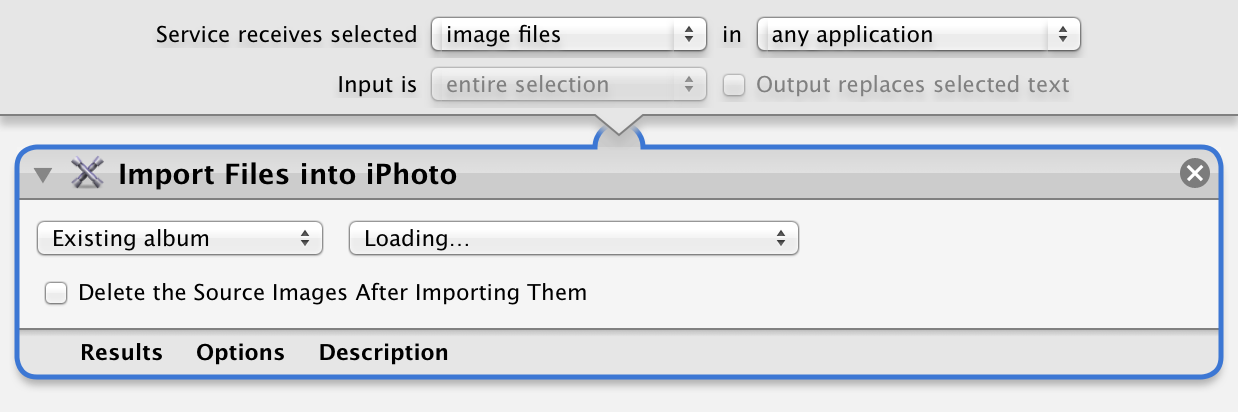 Service receives selected image files in any application
Input is entire selection Output replaces selected text
Import Files into iPhoto
Existing album Loading...
Delete the Source Images After Importing Them
Results Options Description